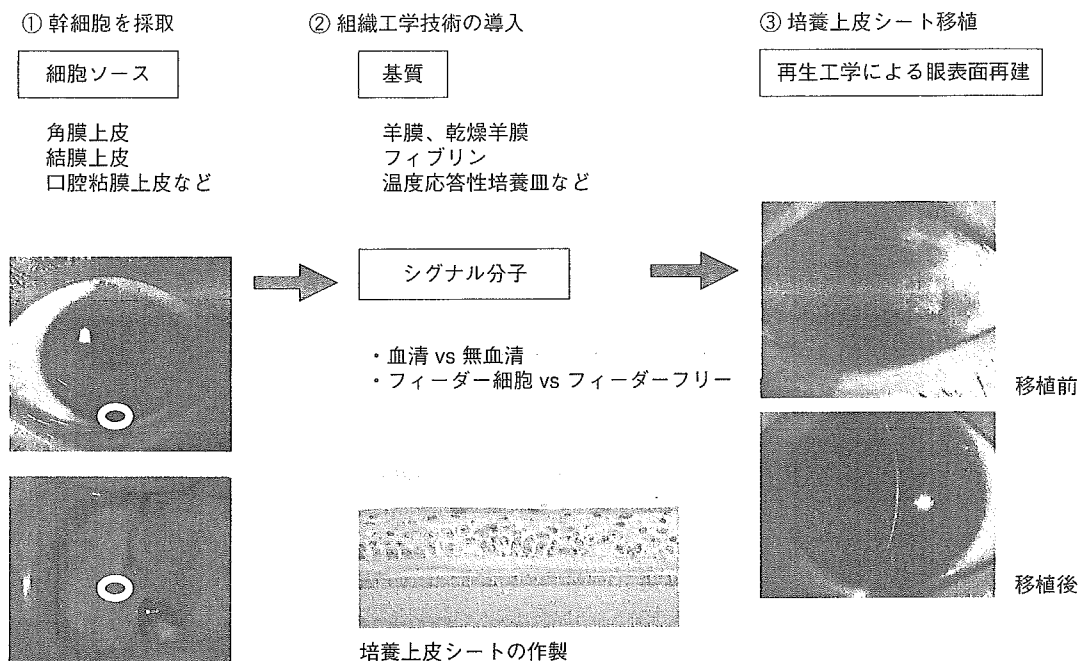 ① 幹細胞を採取
細胞ソース
角膜上皮
結膜上皮
口腔粘膜上皮など
② 組織工学技術の導入
基質
羊膜、乾燥羊膜
フィブリン
温度応答性培養皿など
シグナル分子
・血清 vs 無血清
・フィーダー細胞 vs フィーダーフリー
培養上皮シートの作製
③ 培養上皮シート移植
再生工学による眼表面再建
移植前
移植後